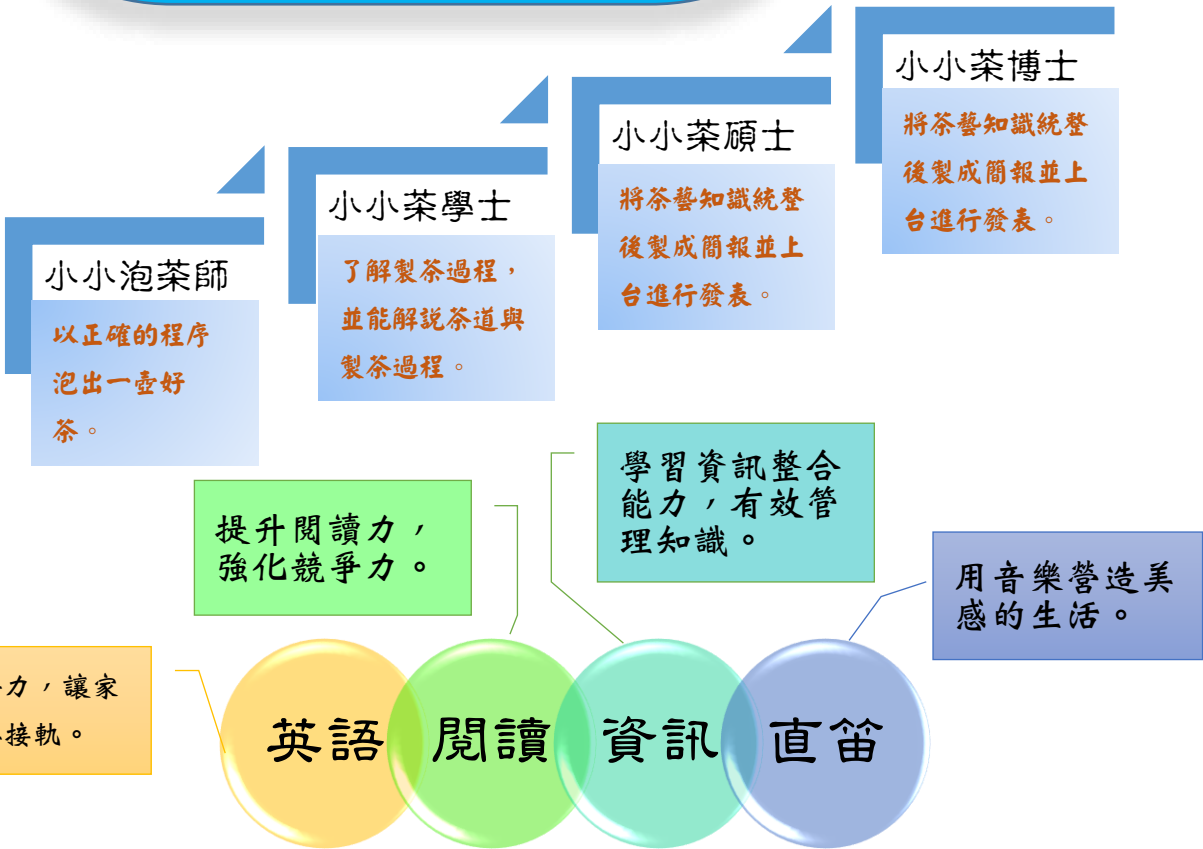 小小茶博士
將茶藝知識統整
後製成簡報並上
台進行發表。
小小茶碩士
將茶藝知識統整
後製成簡報並上
台進行發表。
小小茶學士
了解製茶過程，
並能解說茶道與
製茶過程。
小小泡茶師
以正確的程序
泡出一壺好
茶。
學習資訊整合
能力，有效管
理知識。
提升閱讀力，
強化競爭力。
用音樂營造美
感的生活。
力，讓家
接軌。
英語
閱讀
資訊
直笛